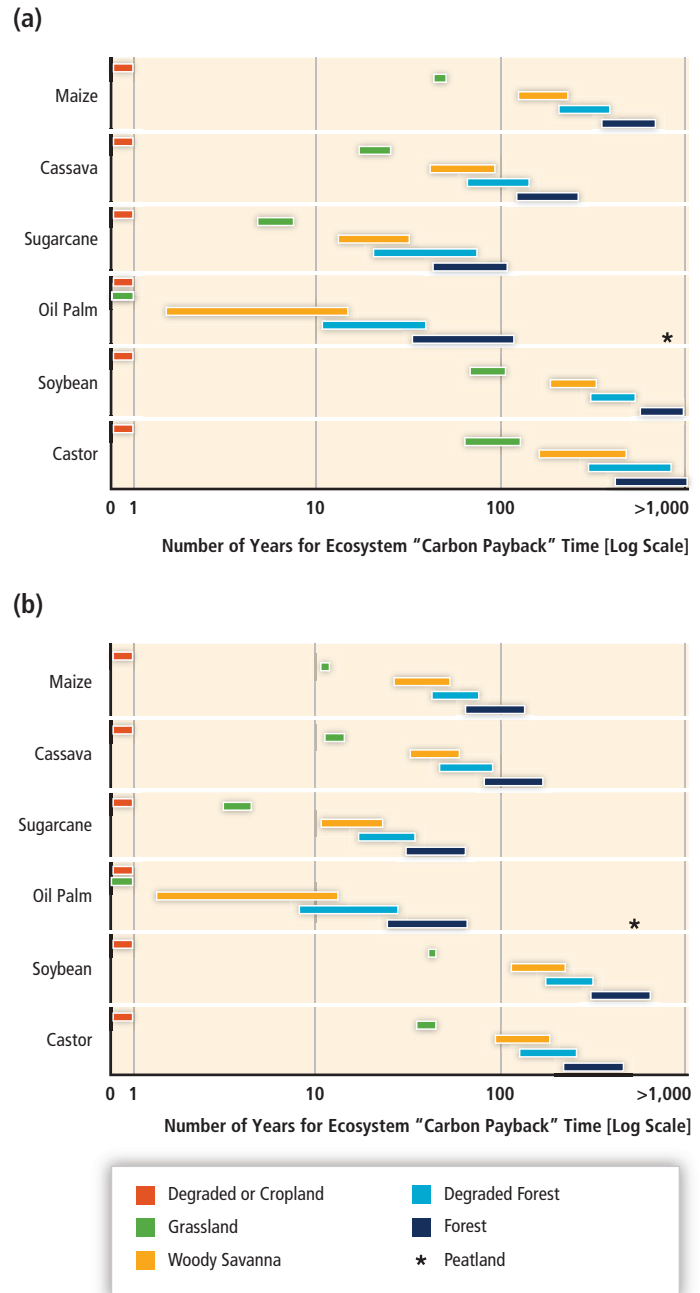 (a)
Maize
Cassava
Sugarcane
Oil Palm
*
Soybean
Castor
0 1 10 100 >1,000
Number of Years for Ecosystem “Carbon Payback” Time [Log Scale]
(b)
Maize
Cassava
Sugarcane
Oil Palm
*
Soybean
Castor
0 1 10 100 >1,000
Number of Years for Ecosystem “Carbon Payback” Time [Log Scale]
Degraded or Cropland
Grassland
Woody Savanna
Degraded Forest
Forest
* Peatland